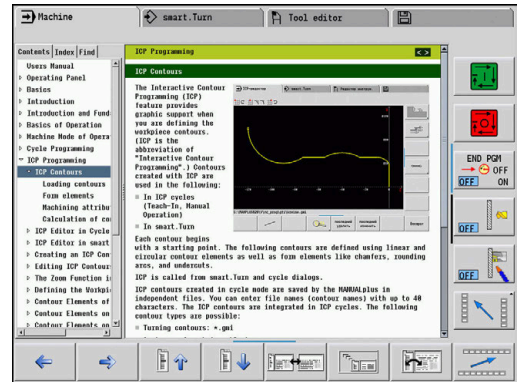 Machine
smart.Turn
Tool editor
Contents Index Find
Users Manual
Operating Panel
Basics
Introduction
Introduction and Fund
Basics of Operation
Machine Mode of Opera
Cycle Programming
ICP Programming
ICP Contours
Loading contours
Form elements
Machining attribu
Calculation of co
ICP Editor in Cycle
ICP Editor in smart
Creating an ICP Con
Editing ICP Contour
The Zoom Function i
Defining the Workpi
Contour Elements of
Contour Elements on
Contour Elements on
ICP Programming
ICP Contours
The Interactive Contour
Programming (ICP)
feature provides
graphic support when
you are defining the
workpiece contours.
(ICP is the
abbreviation of
"Interactive Contour
Programming".) Contours
created with ICP are
used in the following:
In ICP cycles
(Teach-In, Manual
Operation)
In smart.Turn
Each contour begins
with a starting point. The following contours are defined using linear and
circular contour elements as well as form elements like chamfers, rounding
arcs, and undercuts.
ICP is called from smart.Turn and cycle dialogs.
ICP contours created in cycle mode are saved by the MANUALplus in
independent files. You can enter file names (contour names) with up to 40
characters. The ICP contours are integrated in ICP cycles. The following
contour types are possible:
Turning contours: *.gmi
END PGM
OFF
OFF ON
OFF
OFF